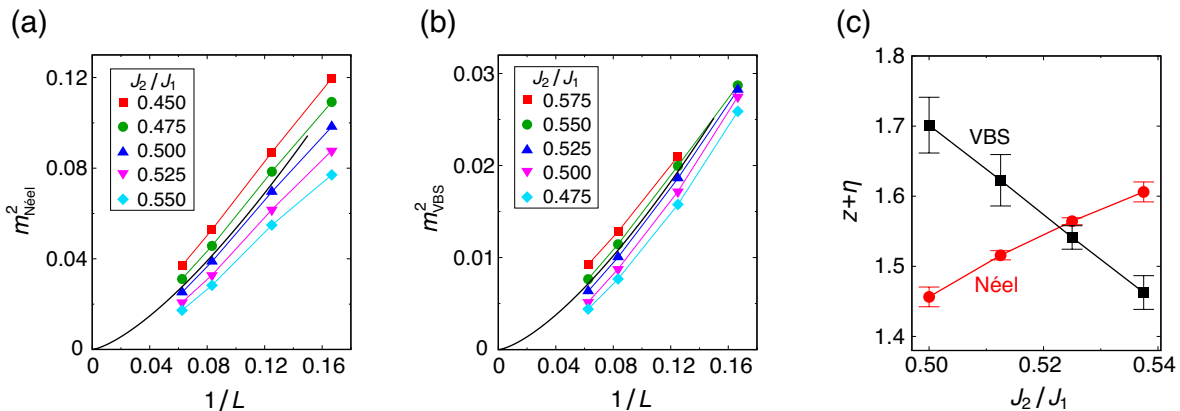 (a)
m²Néel
0.12
0.08
0.04
0
J2 / J1
0.450
0.475
0.500
0.525
0.550
0 0.04 0.08 0.12 0.16
1/L
(b)
m²VBS
0.03
0.02
0.01
0
J2 / J1
0.575
0.550
0.525
0.500
0.475
0 0.04 0.08 0.12 0.16
1/L
(c)
z+η
1.8
1.7
1.6
1.5
1.4
VBS
Néel
0.50 0.52 0.54
J2 / J1